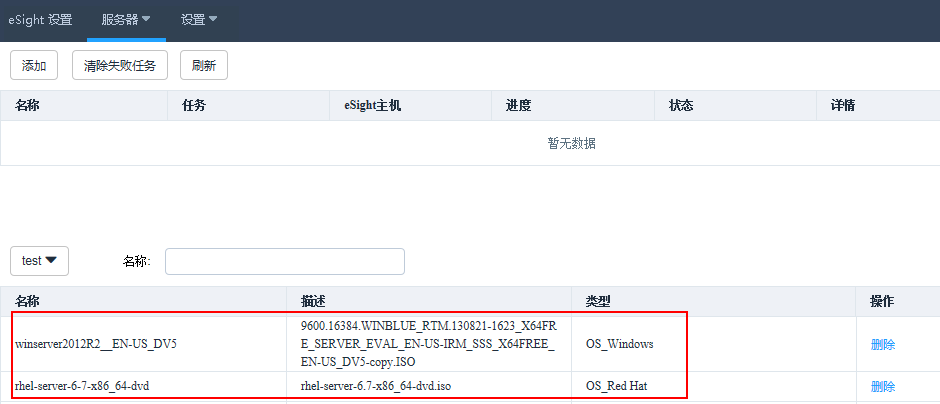 eSight 设置 服务器 设置
添加 清除失败任务 刷新
名称 任务 eSight主机 进度 状态 详情
暂无数据
test 名称:
名称 描述 类型 操作
9600.16384.WINBLUE_RTM.130821-1623_X64FR
winserver2012R2__EN-US_DV5 E_SERVER_EVAL_EN-US-IRM_SSS_X64FREE_ OS_Windows 删除
EN-US_DV5-copy.ISO
rhel-server-6-7-x86_64-dvd rhel-server-6.7-x86_64-dvd.iso OS_Red Hat 删除